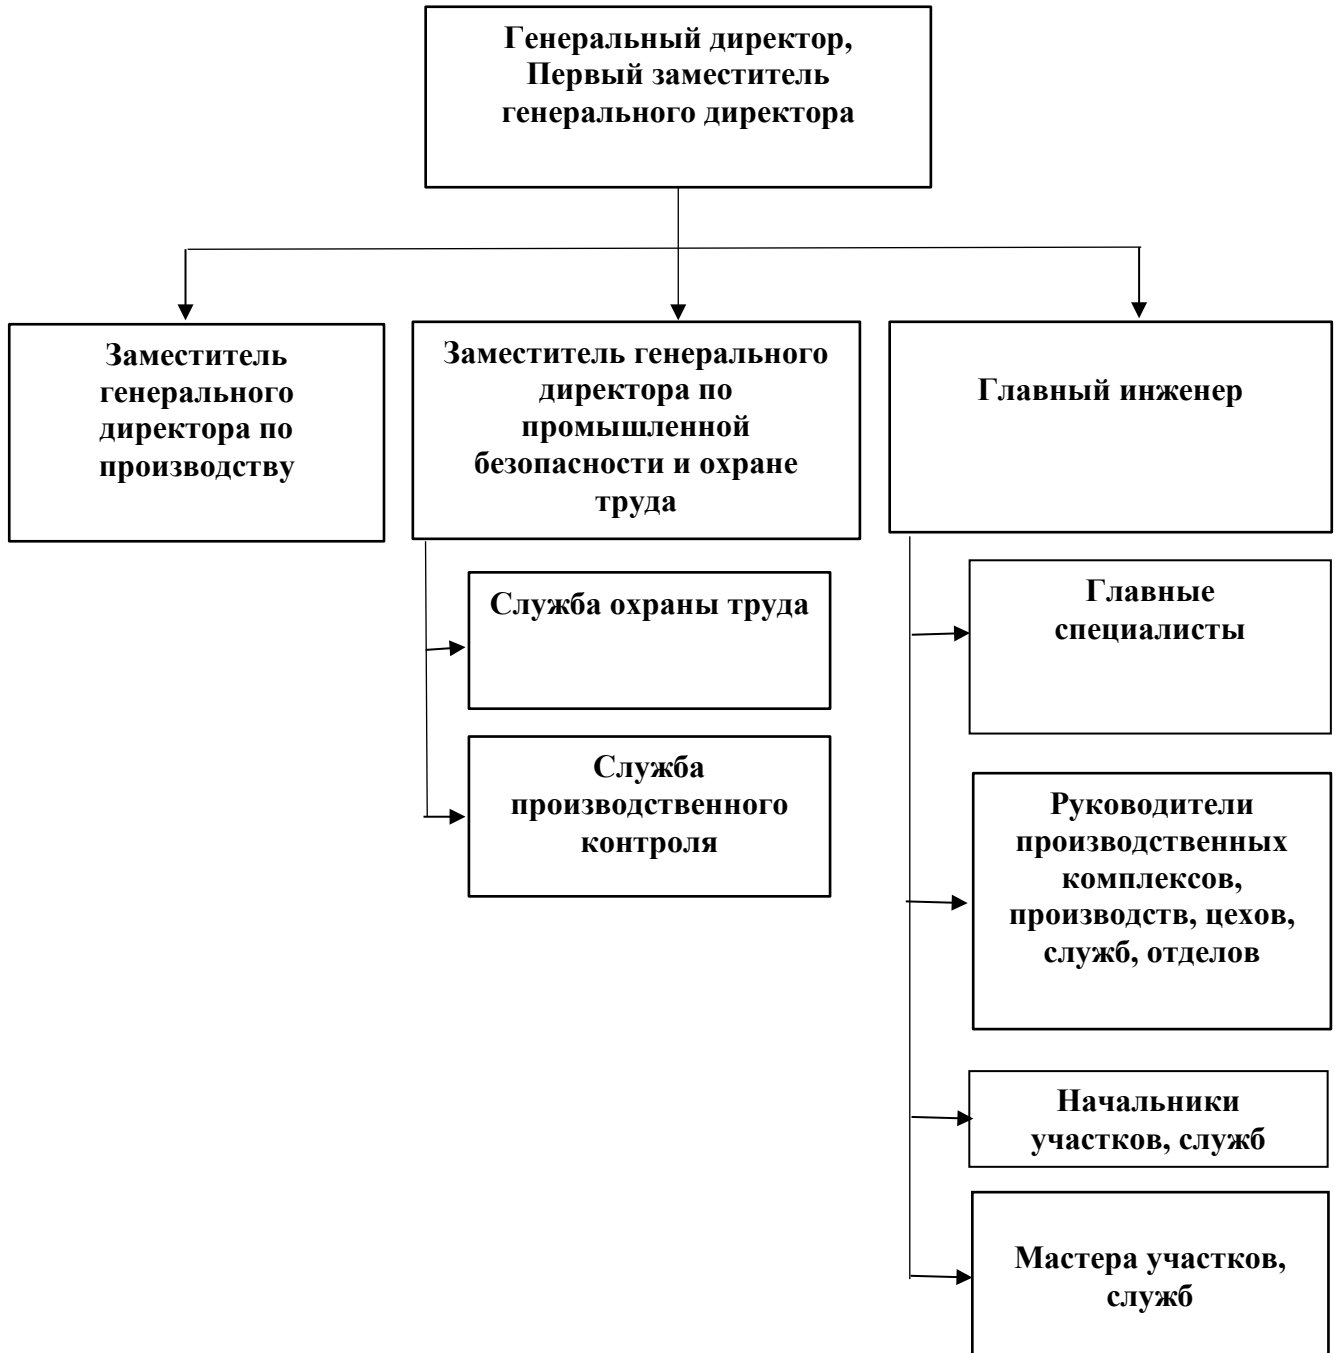 Генеральный директор,
Первый заместитель
генерального директора
Заместитель
генерального
директора по
производству
Заместитель генерального
директора по
промышленной
безопасности и охране
труда
Главный инженер
Служба охраны труда
Служба
производственного
контроля
Главные
специалисты
Руководители
производственных
комплексов,
производств, цехов,
служб, отделов
Начальники
участков, служб
Мастера участков,
служб